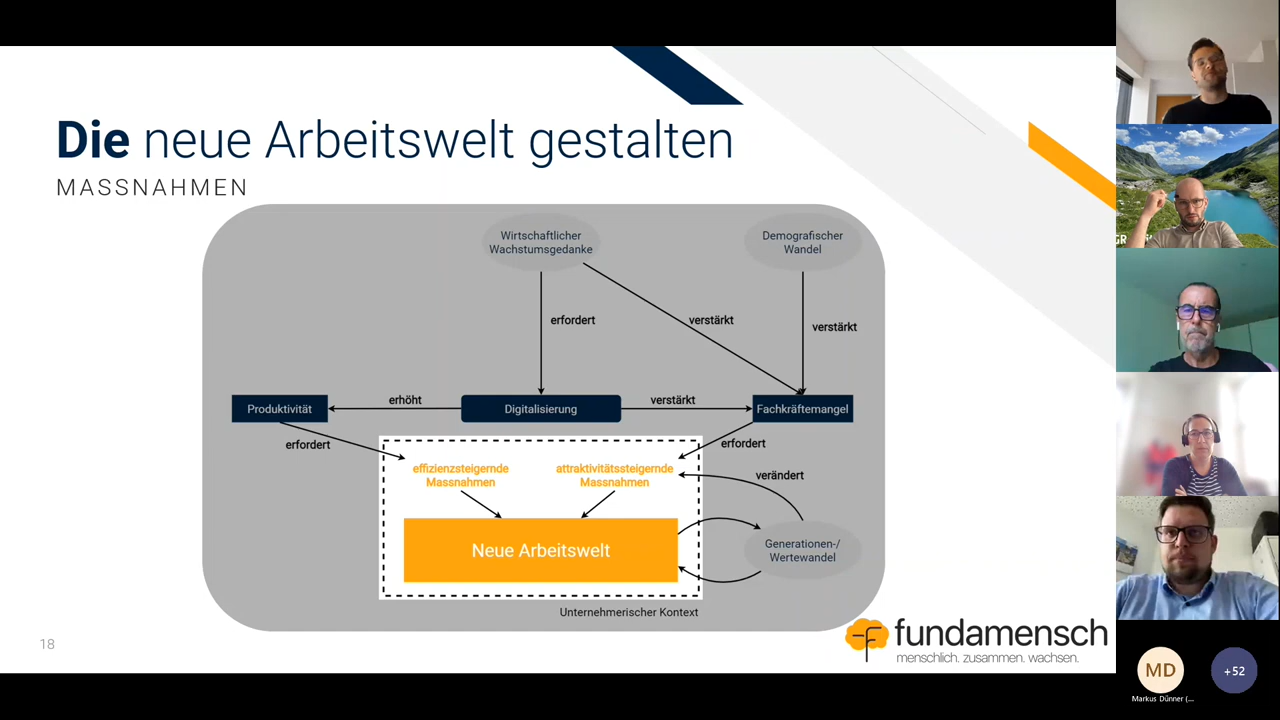 Die neue Arbeitswelt gestalten
MASSNAHMEN
Wirtschaftlicher
Wachstumsgedanke
Demografischer
Wandel
erfordert
verstärkt
verstärkt
Produktivität
erhöht
Digitalisierung
verstärkt
Fachkräftemangel
erfordert
erfordert
effizienzsteigernde
Massnahmen
attraktivitätssteigernde
Massnahmen
verändert
Neue Arbeitswelt
Generationen-/
Wertewandel
Unternehmerischer Kontext
18
fundamensch
menschlich. zusammen. wachsen.
MD
+52
Markus Dünner (...